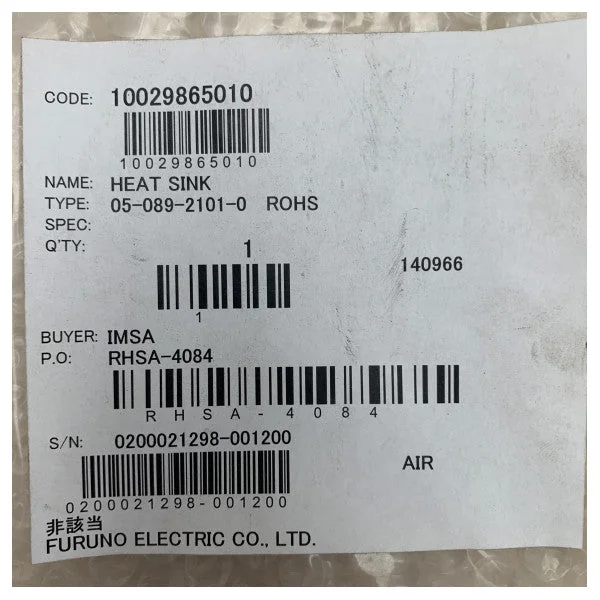 CODE: 10029865010
10029865010
NAME: HEAT SINK
TYPE: 05-089-2101-0 ROHS
SPEC:
Q'TY: 1
140966
1
BUYER: IMSA
P.O: RHSA-4084
RHSA-4084
S/N: 0200021298-001200
AIR
0200021298-001200
非該当
FURUNO ELECTRIC CO., LTD.